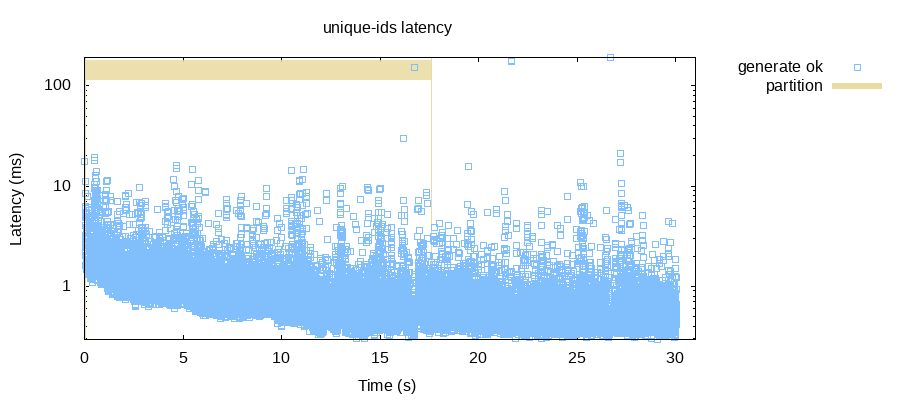 unique-ids latency
generate ok
partition
Latency (ms)
100
10
1
0 5 10 15 20 25 30
Time (s)